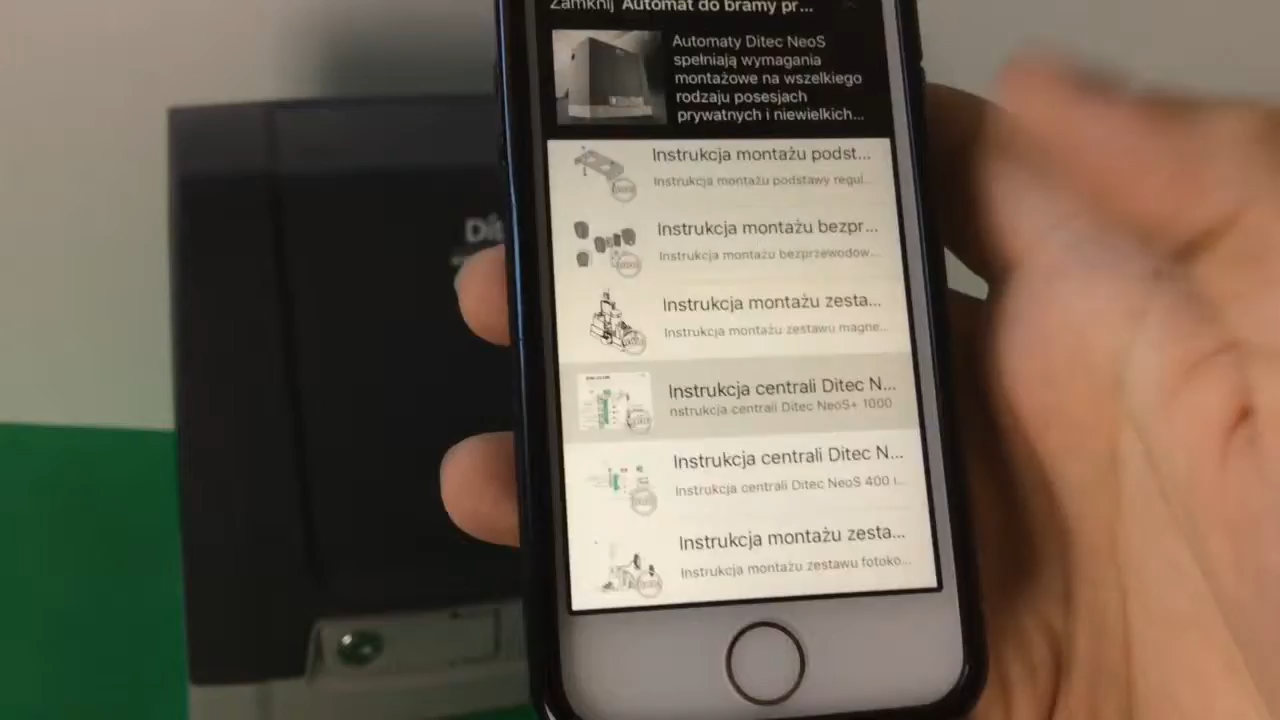 Zamknij Automat do bramy pr...
Automaty Ditec NeoS
spełniają wymagania
montażowe na wszelkiego
rodzaju posesjach
prywatnych i niewielkich...
Instrukcja montażu podst...
Instrukcja montażu podstawy regul...
Instrukcja montażu bezpr...
Instrukcja montażu bezprzewodow...
Instrukcja montażu zesta...
Instrukcja montażu zestawu magne...
Instrukcja centrali Ditec N...
nstrukcja centrali Ditec NeoS+ 1000
Instrukcja centrali Ditec N...
Instrukcja centrali Ditec NeoS 400 i...
Instrukcja montażu zesta...
Instrukcja montażu zestawu fotoko...